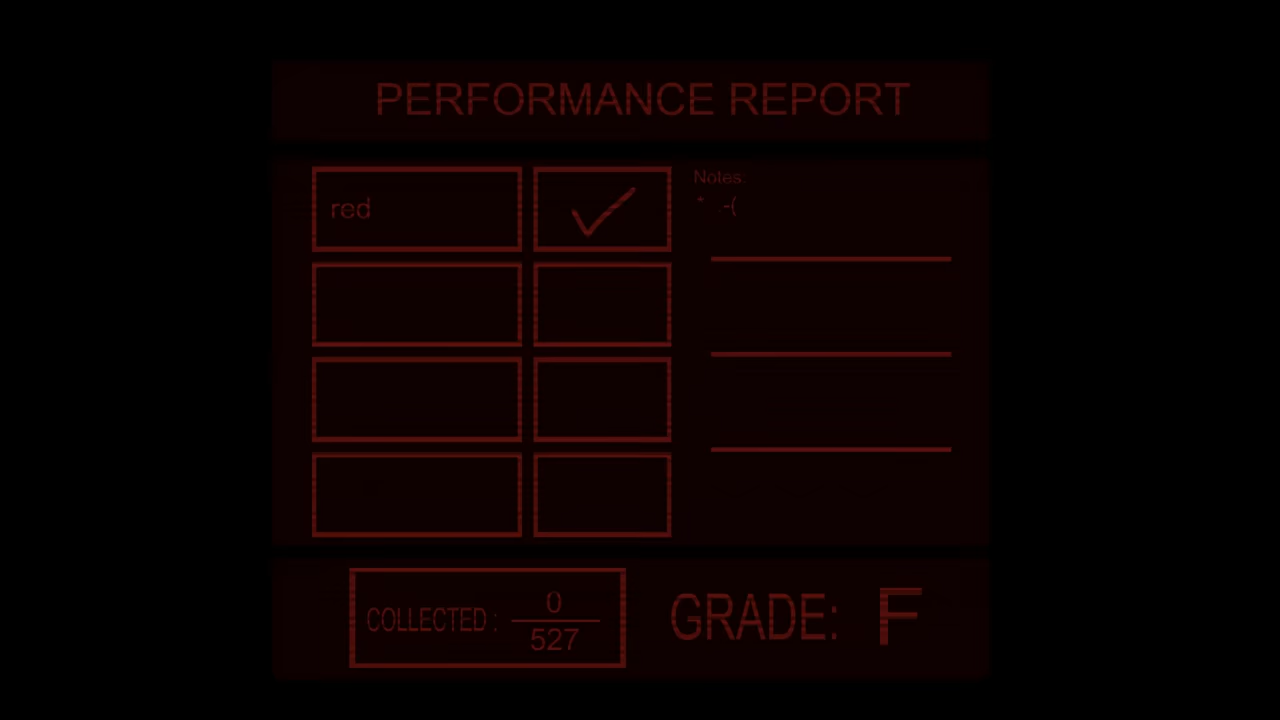 PERFORMANCE REPORT
red
Notes:
COLLECTED :
0
527
GRADE: F